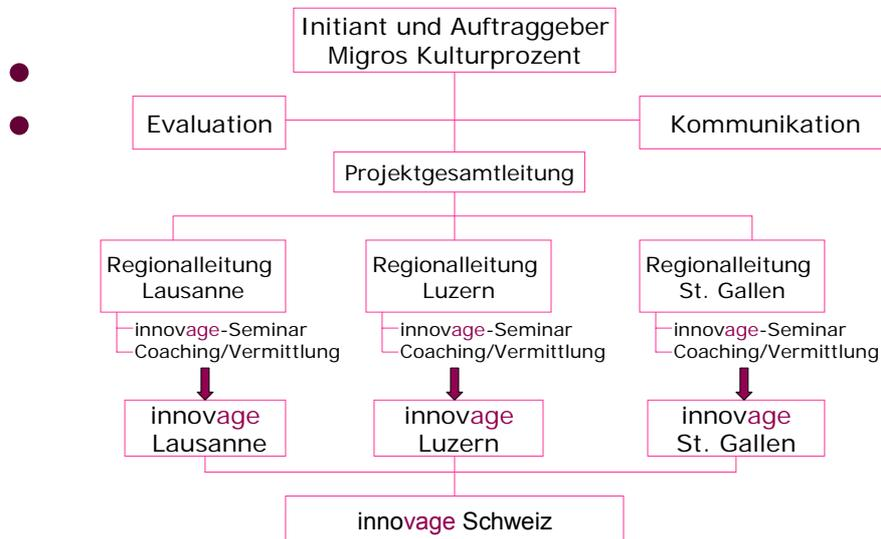 Initiant und Auftraggeber
Migros Kulturprozent
Evaluation
Kommunikation
Projektgesamtleitung
Regionalleitung
Lausanne
Regionalleitung
Luzern
Regionalleitung
St. Gallen
innovage-Seminar
Coaching/Vermittlung
innovage-Seminar
Coaching/Vermittlung
innovage-Seminar
Coaching/Vermittlung
innovage
Lausanne
innovage
Luzern
innovage
St. Gallen
innovage Schweiz